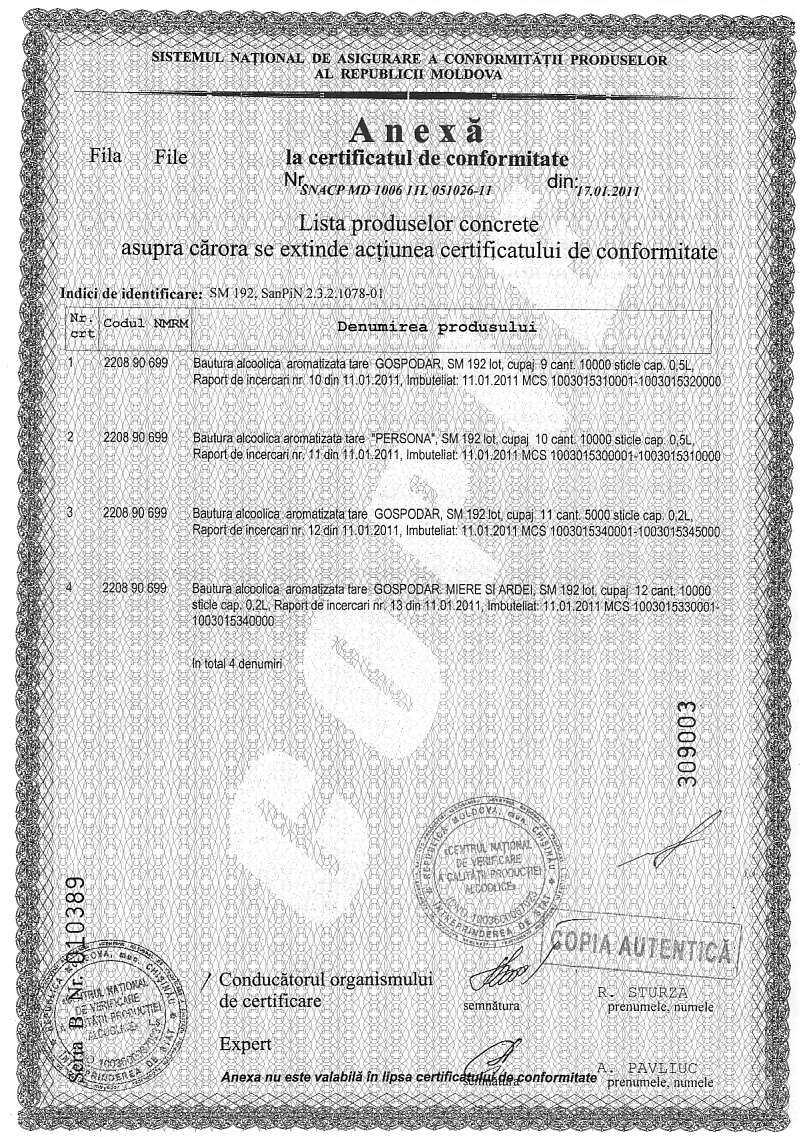 SISTEMUL NAȚIONAL DE ASIGURARE A CONFORMITĂȚII PRODUSELOR
AL REPUBLICII MOLDOVA
Anexă
Fila File
la certificatul de conformitate
Nr. SNACP MD 1006 11L 051026-11 din: 17.01.2011
Lista produselor concrete
asupra cărora se extinde acțiunea certificatului de conformitate
Indici de identificare: SM 192, SanPiN 2.3.2.1078-01
Nr. crt Codul NMRM Denumirea produsului
1 2208 90 699 Bautura alcoolica aromatizata tare GOSPODAR, SM 192 lot, cupaj 9 cant. 10000 sticle cap. 0,5L,
Raport de incercari nr. 10 din 11.01.2011, Imbuteliat: 11.01.2011 MCS 1003015310001-1003015320000
2 2208 90 699 Bautura alcoolica aromatizata tare "PERSONA", SM 192 lot, cupaj 10 cant. 10000 sticle cap. 0,5L,
Raport de incercari nr. 11 din 11.01.2011, Imbuteliat: 11.01.2011 MCS 1003015300001-1003015310000
3 2208 90 699 Bautura alcoolica aromatizata tare GOSPODAR, SM 192 lot, cupaj 11 cant. 5000 sticle cap. 0,2L,
Raport de incercari nr. 12 din 11.01.2011, Imbuteliat: 11.01.2011 MCS 1003015340001-1003015345000
4 2208 90 699 Bautura alcoolica aromatizata tare GOSPODAR. MIERE SI ARDEI, SM 192 lot, cupaj 12 cant. 10000
sticle cap. 0,2L, Raport de incercari nr. 13 din 11.01.2011, Imbuteliat: 11.01.2011 MCS 1003015330001-
1003015340000
In total 4 denumiri
COPIE
309003
Seria B Nr. 010389
REPUBLICA MOLDOVA, mun. CHIȘINĂU
«CENTRUL NAȚIONAL
DE VERIFICARE
A CALITĂȚII PRODUCȚIEI
ALCOOLICE»
ÎNTREPRINDEREA DE STAT
COPIA AUTENTICĂ
REPUBLICA MOLDOVA, mun. CHIȘINĂU
«CENTRUL NAȚIONAL
DE VERIFICARE
A CALITĂȚII PRODUCȚIEI
ALCOOLICE»
L.Ș.
ÎNTREPRINDEREA DE STAT
Conducătorul organismului
de certificare
semnătura
R. STURZA
prenumele, numele
Expert
semnătura
A. PAVLIUC
prenumele, numele
Anexa nu este valabilă în lipsa certificatului de conformitate